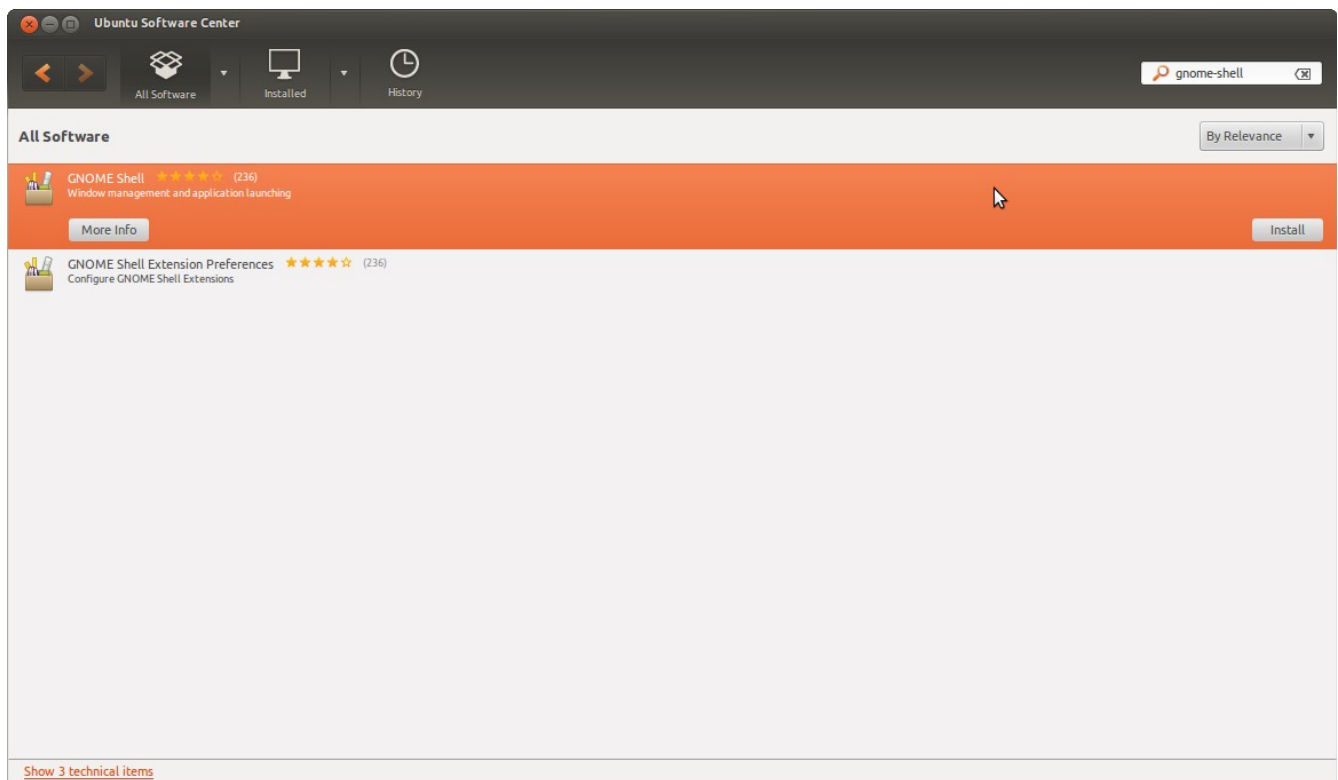 Ubuntu Software Center
All Software
Installed
History
gnome-shell
All Software
By Relevance
GNOME Shell (236)
Window management and application launching
More Info
Install
GNOME Shell Extension Preferences (236)
Configure GNOME Shell Extensions
Show 3 technical items